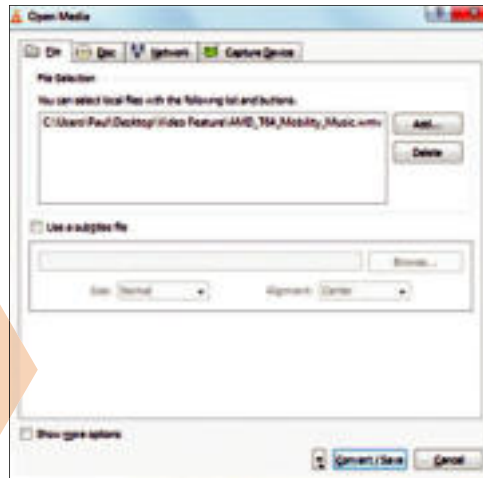 Open Media
File Disc Network Capture Device
File Selection
You can select local files with the following list and buttons.
C:\Users\Paul\Desktop\Video Feature\AMD_T64_Mobility_Music.wmv
Add...
Delete
Use a subtitles file
Browse...
Size: Normal Alignment: Center
Show more options
Convert / Save Cancel